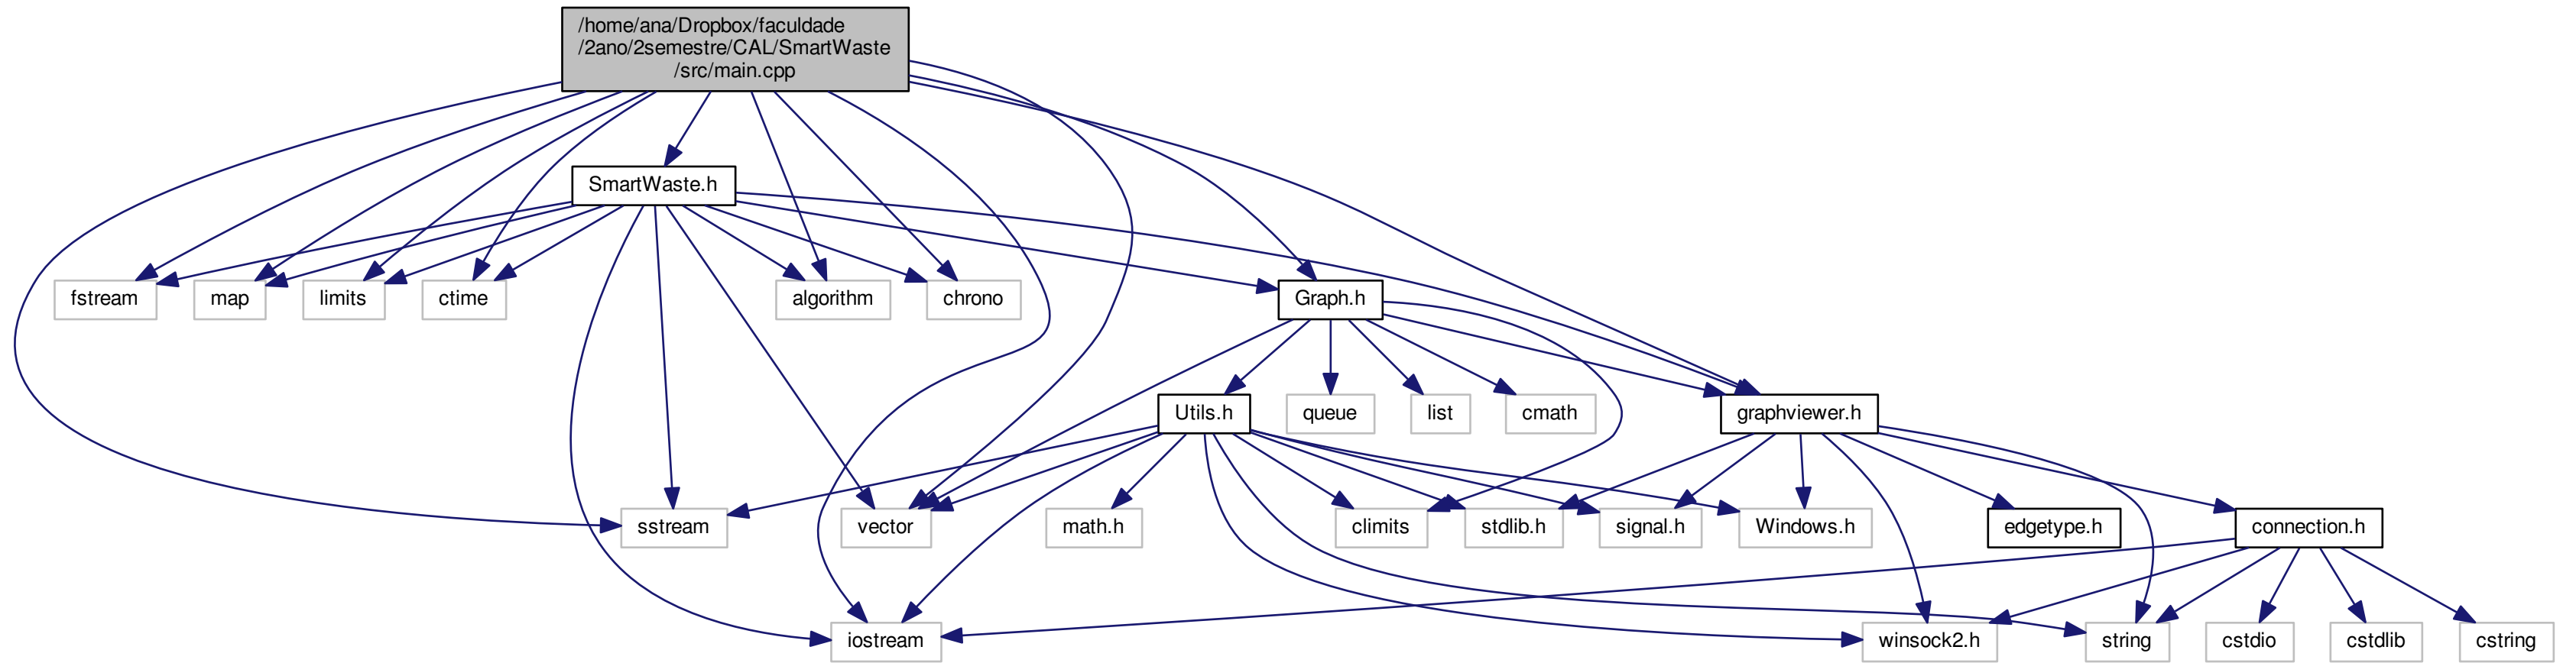 /home/ana/Dropbox/faculdade
/2ano/2semestre/CAL/SmartWaste
/src/main.cpp
SmartWaste.h
fstream
map
limits
ctime
algorithm
chrono
Graph.h
Utils.h
queue
list
cmath
graphviewer.h
sstream
vector
math.h
climits
stdlib.h
signal.h
Windows.h
edgetype.h
connection.h
iostream
winsock2.h
string
cstdio
cstdlib
cstring